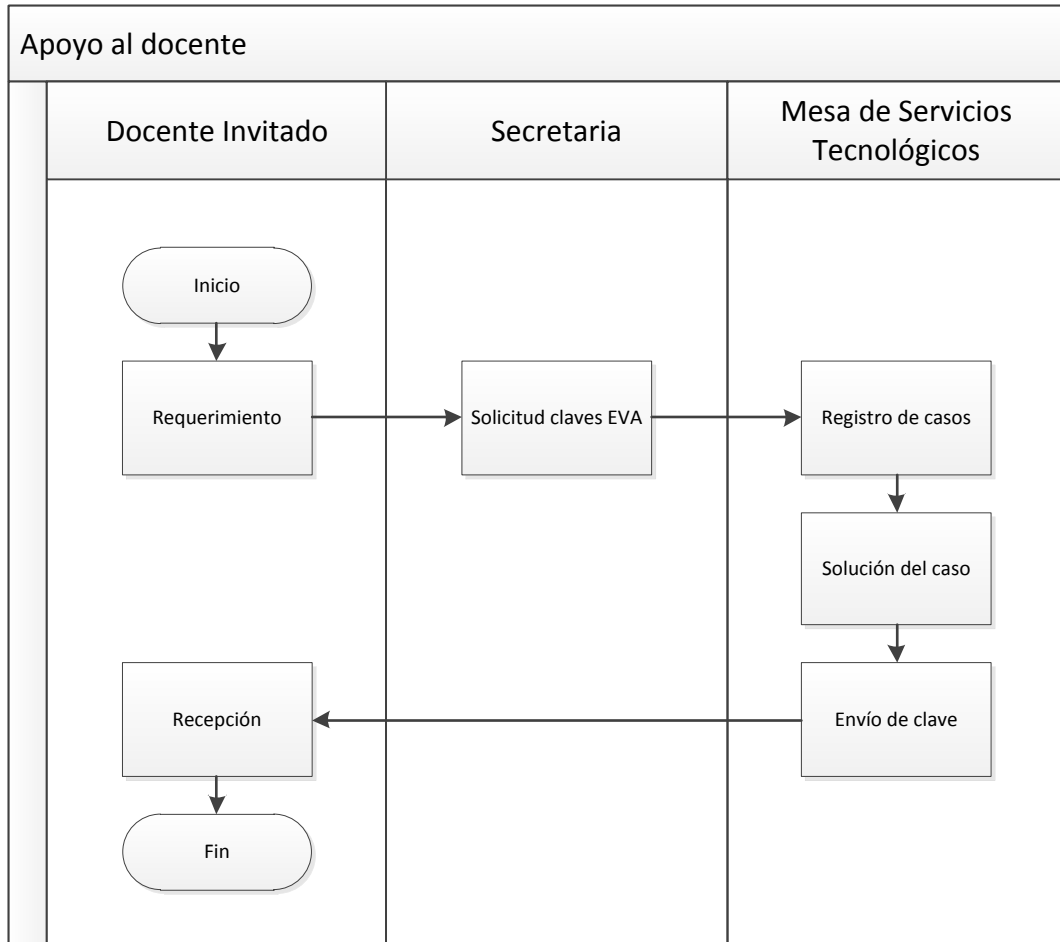 Apoyo al docente
Docente Invitado
Secretaria
Mesa de Servicios
Tecnológicos
Inicio
Requerimiento
Solicitud claves EVA
Registro de casos
Solución del caso
Recepción
Envío de clave
Fin